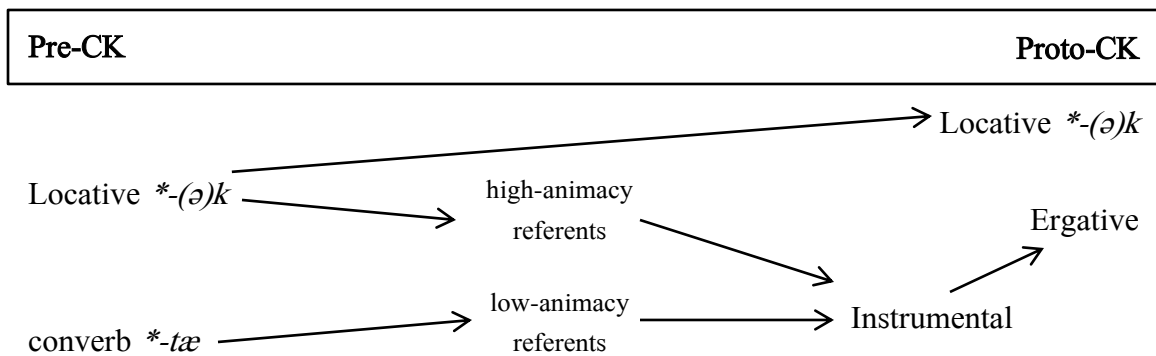 Pre-CK Proto-CK
Locative *-(ə)k
Locative *-(ə)k
high-animacy
referents
Ergative
low-animacy
referents
Instrumental
converb *-tæ